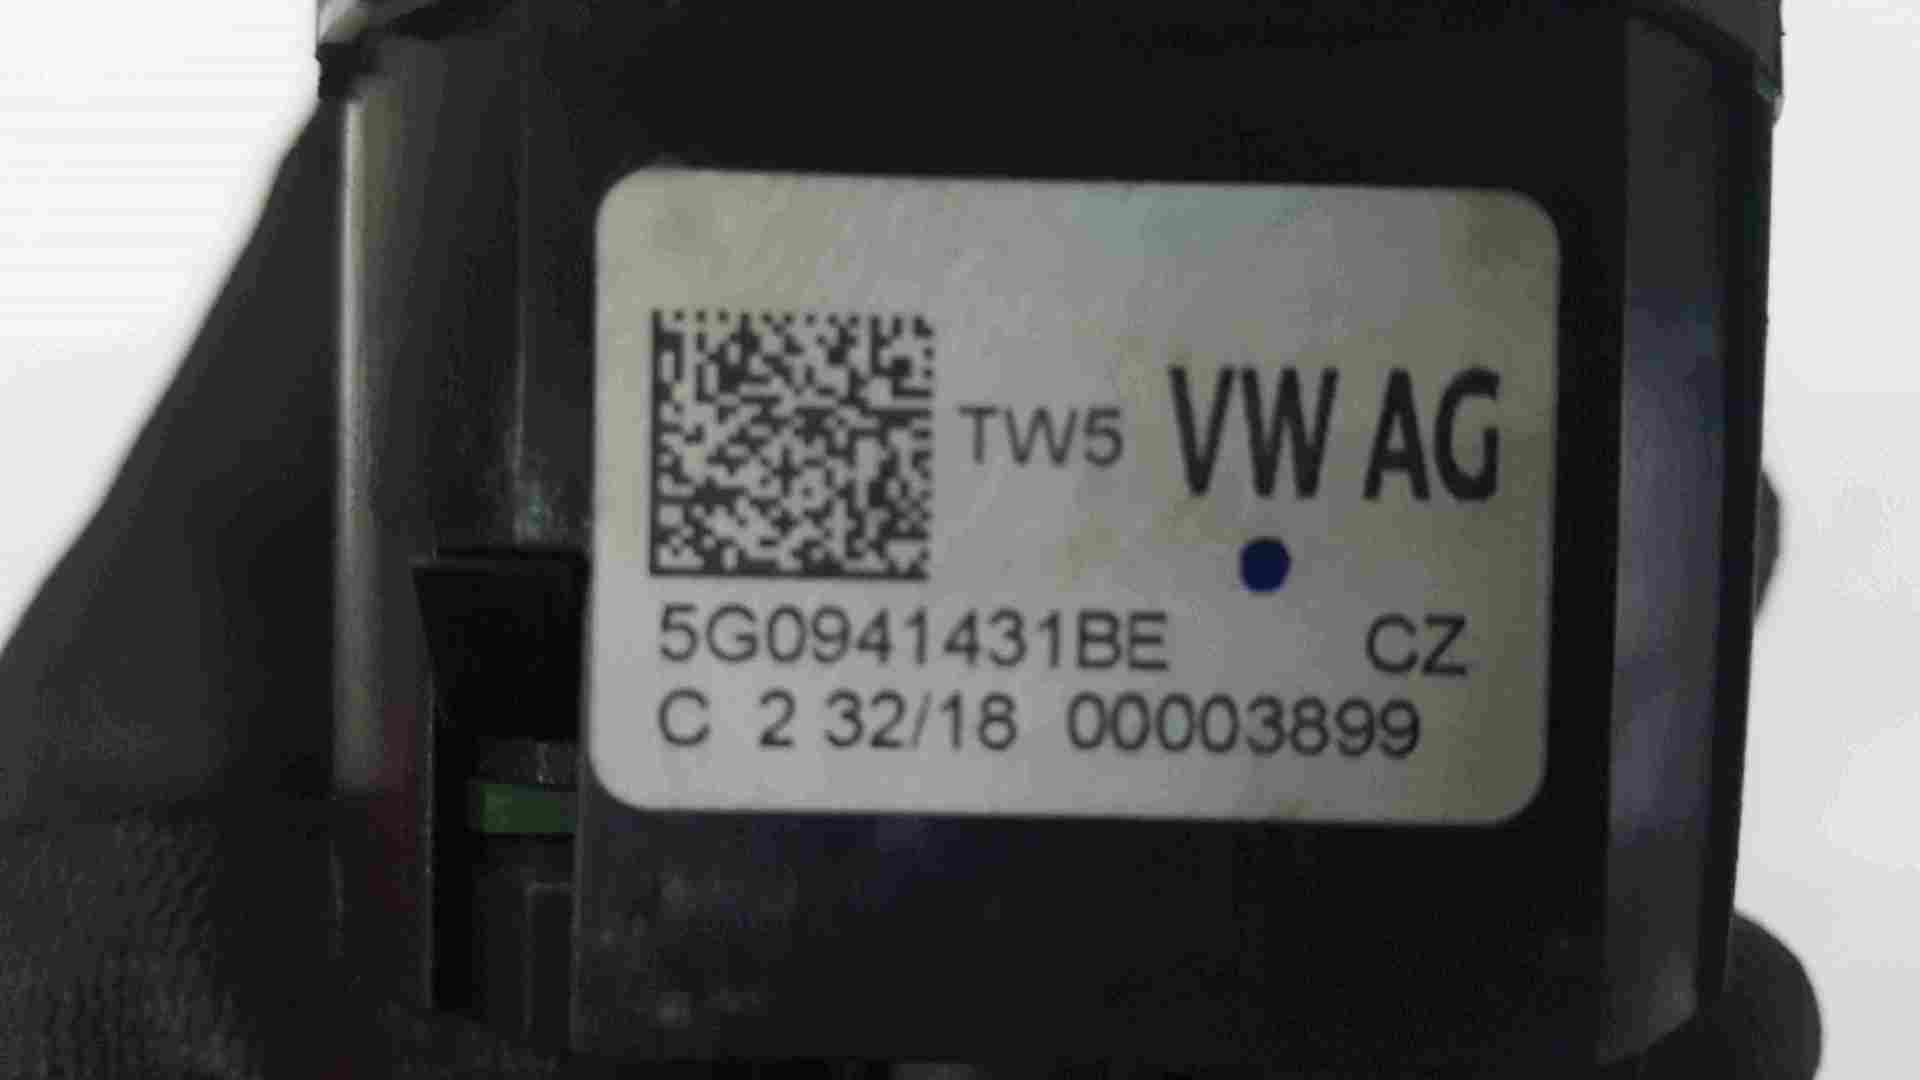 TW5 VW AG
5G0941431BE CZ
C 2 32/18 00003899